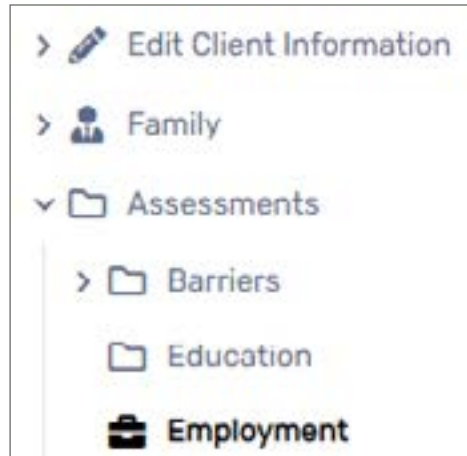 Edit Client Information
Family
Assessments
Barriers
Education
Employment